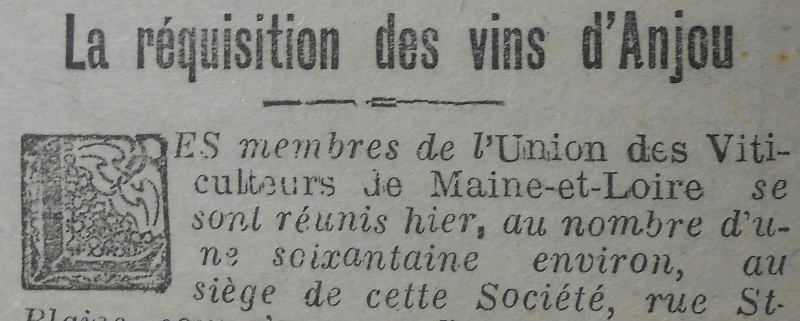 La réquisition des vins d'Anjou
LES membres de l'Union des Viti-
culteurs de Maine-et-Loire se
sont réunis hier, au nombre d'u-
ne soixantaine environ, au
siège de cette Société, rue St-